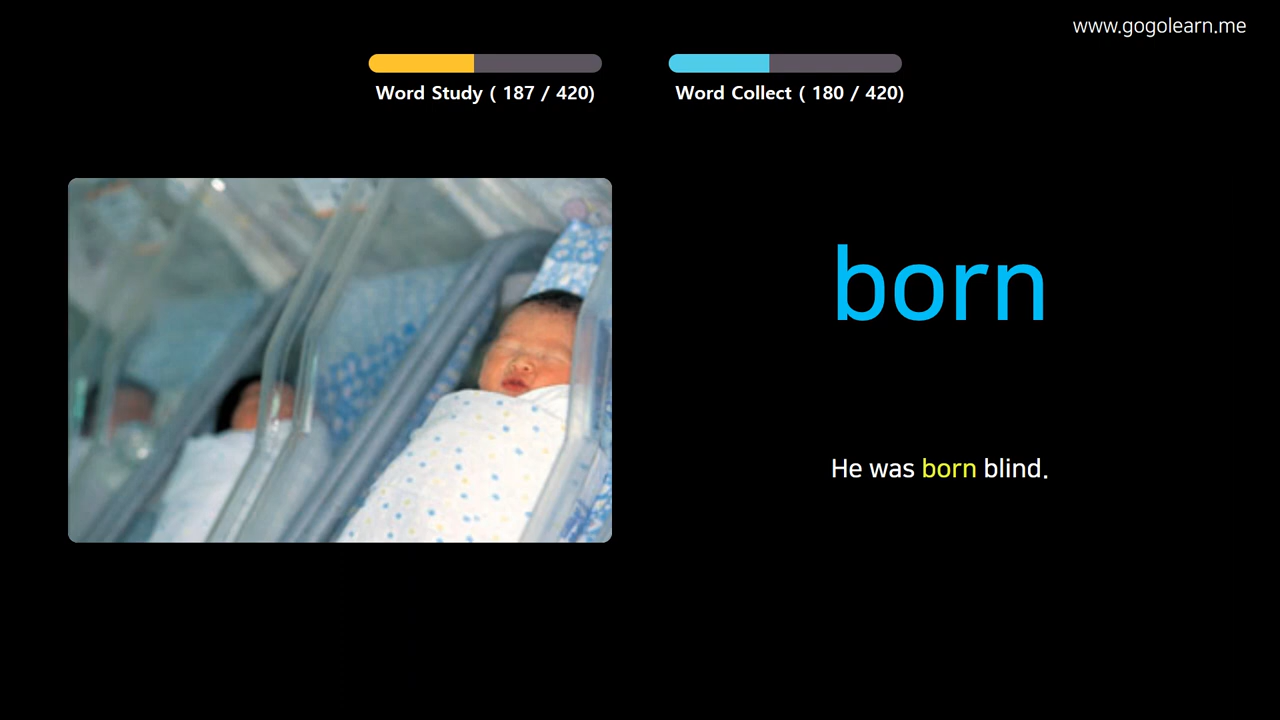 www.gogolearn.me
Word Study ( 187 / 420)
Word Collect ( 180 / 420)
born
He was born blind.